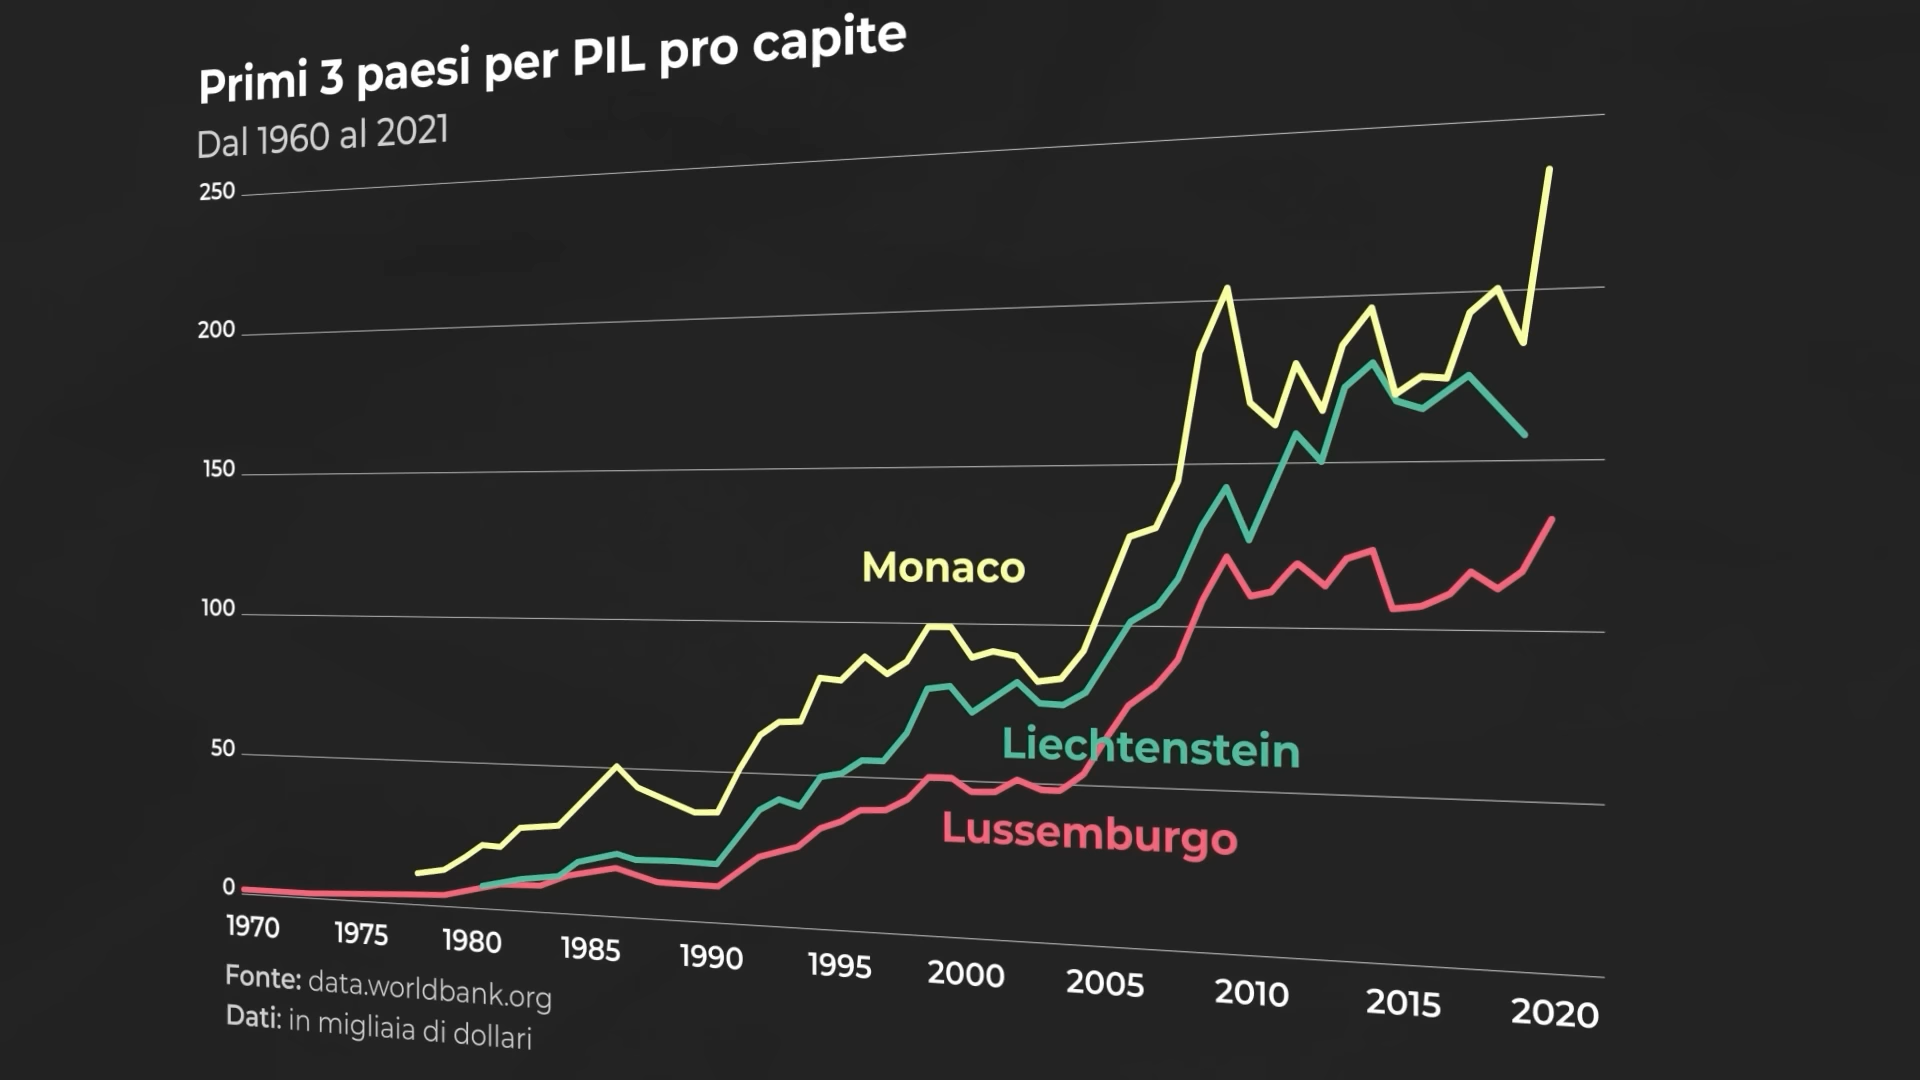 Primi 3 paesi per PIL pro capite
Dal 1960 al 2021
250
200
150
100
50
0
Monaco
Liechtenstein
Lussemburgo
1970 1975 1980 1985 1990 1995 2000 2005 2010 2015 2020
Fonte: data.worldbank.org
Dati: in migliaia di dollari